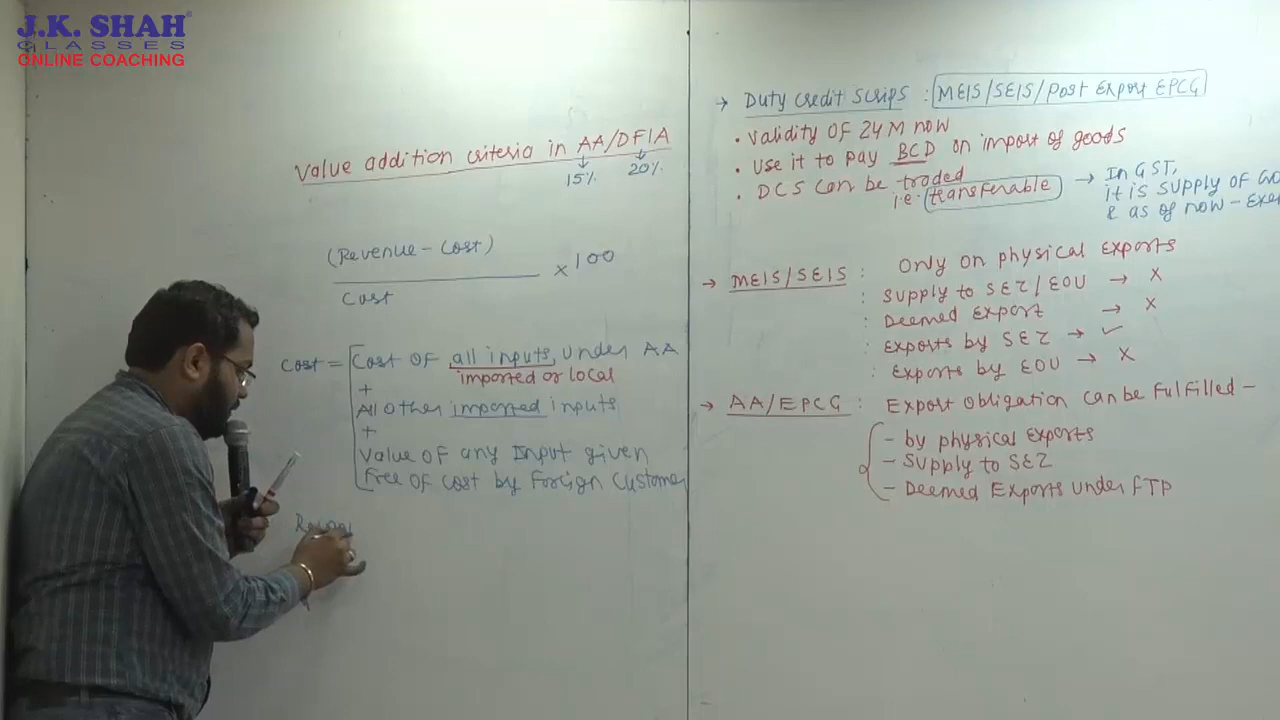 J.K. SHAH
CLASSES
ONLINE COACHING
Value addition criteria in AA/DFIA
15% 20%
(Revenue - Cost)
Cost
× 100
Cost = Cost of all inputs, under AA
imported or local
+
All other imported inputs
+
Value of any Input given
Free of cost by Foreign Customer
→ Duty credit scrips : MEIS/SEIS/Post Export EPCG
• Validity of 24 M now
• Use it to pay BCD on import of goods
• DCS can be traded
i.e. transferable → In GST,
it is supply of
& as of now -
→ MEIS/SEIS : Only on physical exports
: Supply to SEZ/EOU → X
: Deemed Export → X
: Exports by SEZ → ✓
: Exports by EOU → X
→ AA/EPCG : Export obligation can be fulfilled -
- by physical exports
- Supply to SEZ
- Deemed Exports under FTP